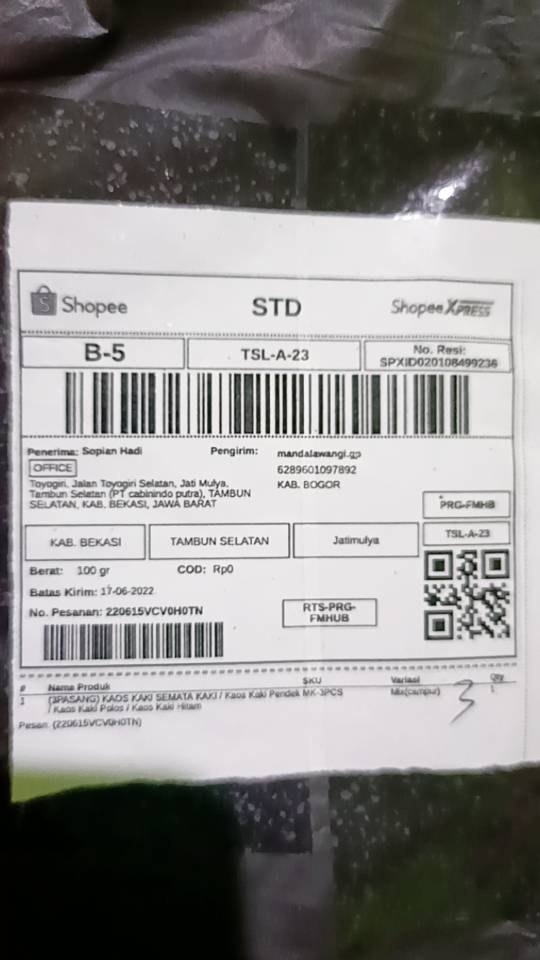 Shopee
STD
Shopee XPRESS
B-5
TSL-A-23
No. Resi:
SPXID020108499236
Penerima: Sopian Hadi
OFFICE
Toyogiri, Jalan Toyogiri Selatan, Jati Mulya,
Tambun Selatan (PT cabinindo putra), TAMBUN
SELATAN, KAB. BEKASI, JAWA BARAT
Pengirim: mandalawangi.gp
6289601097892
KAB. BOGOR
PRG-FMHB
TSL-A-23
KAB. BEKASI
TAMBUN SELATAN
Jatimulya
Berat: 100 gr
COD: Rp0
Batas Kirim: 17-06-2022
No. Pesanan: 220615VCV0H0TN
RTS-PRG-
FMHUB
# Nama Produk SKU Variasi Qty
1 (3PASANG) KAOS KAKI SEMATA KAKI / Kaos Kaki Pendek MK-3PCS Mix(campur) 1
/ Kaos Kaki Polos / Kaos Kaki Hitam
3
Pesan: (220615VCV0H0TN)